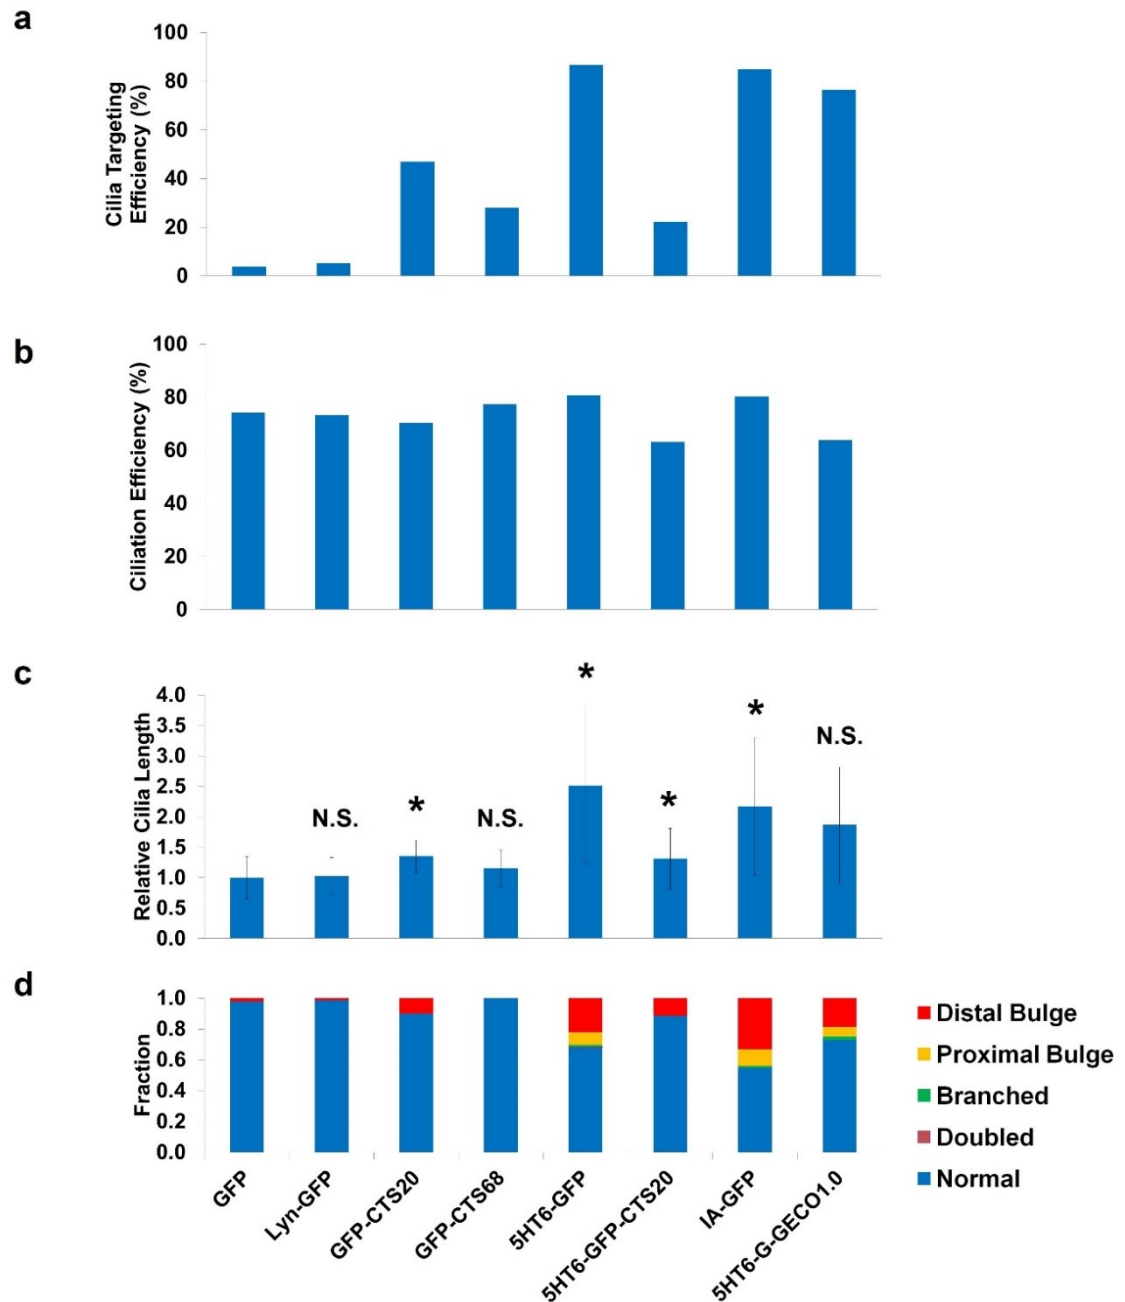 a
Cilia Targeting
Efficiency (%)
100
80
60
40
20
0
b
Ciliation Efficiency (%)
100
80
60
40
20
0
c
Relative Cilia Length
4.0
3.5
3.0
2.5
2.0
1.5
1.0
0.5
0.0
N.S.
*
N.S.
*
*
*
N.S.
d
Fraction
1.0
0.8
0.6
0.4
0.2
0.0
GFP
Lyn-GFP
GFP-CTS20
GFP-CTS68
5HT6-GFP
5HT6-GFP-CTS20
IA-GFP
5HT6-G-GECO1.0
Distal Bulge
Proximal Bulge
Branched
Doubled
Normal